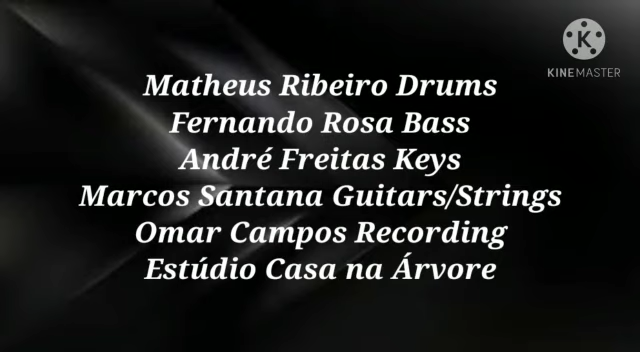 KINEMASTER
Matheus Ribeiro Drums
Fernando Rosa Bass
André Freitas Keys
Marcos Santana Guitars/Strings
Omar Campos Recording
Estúdio Casa na Árvore